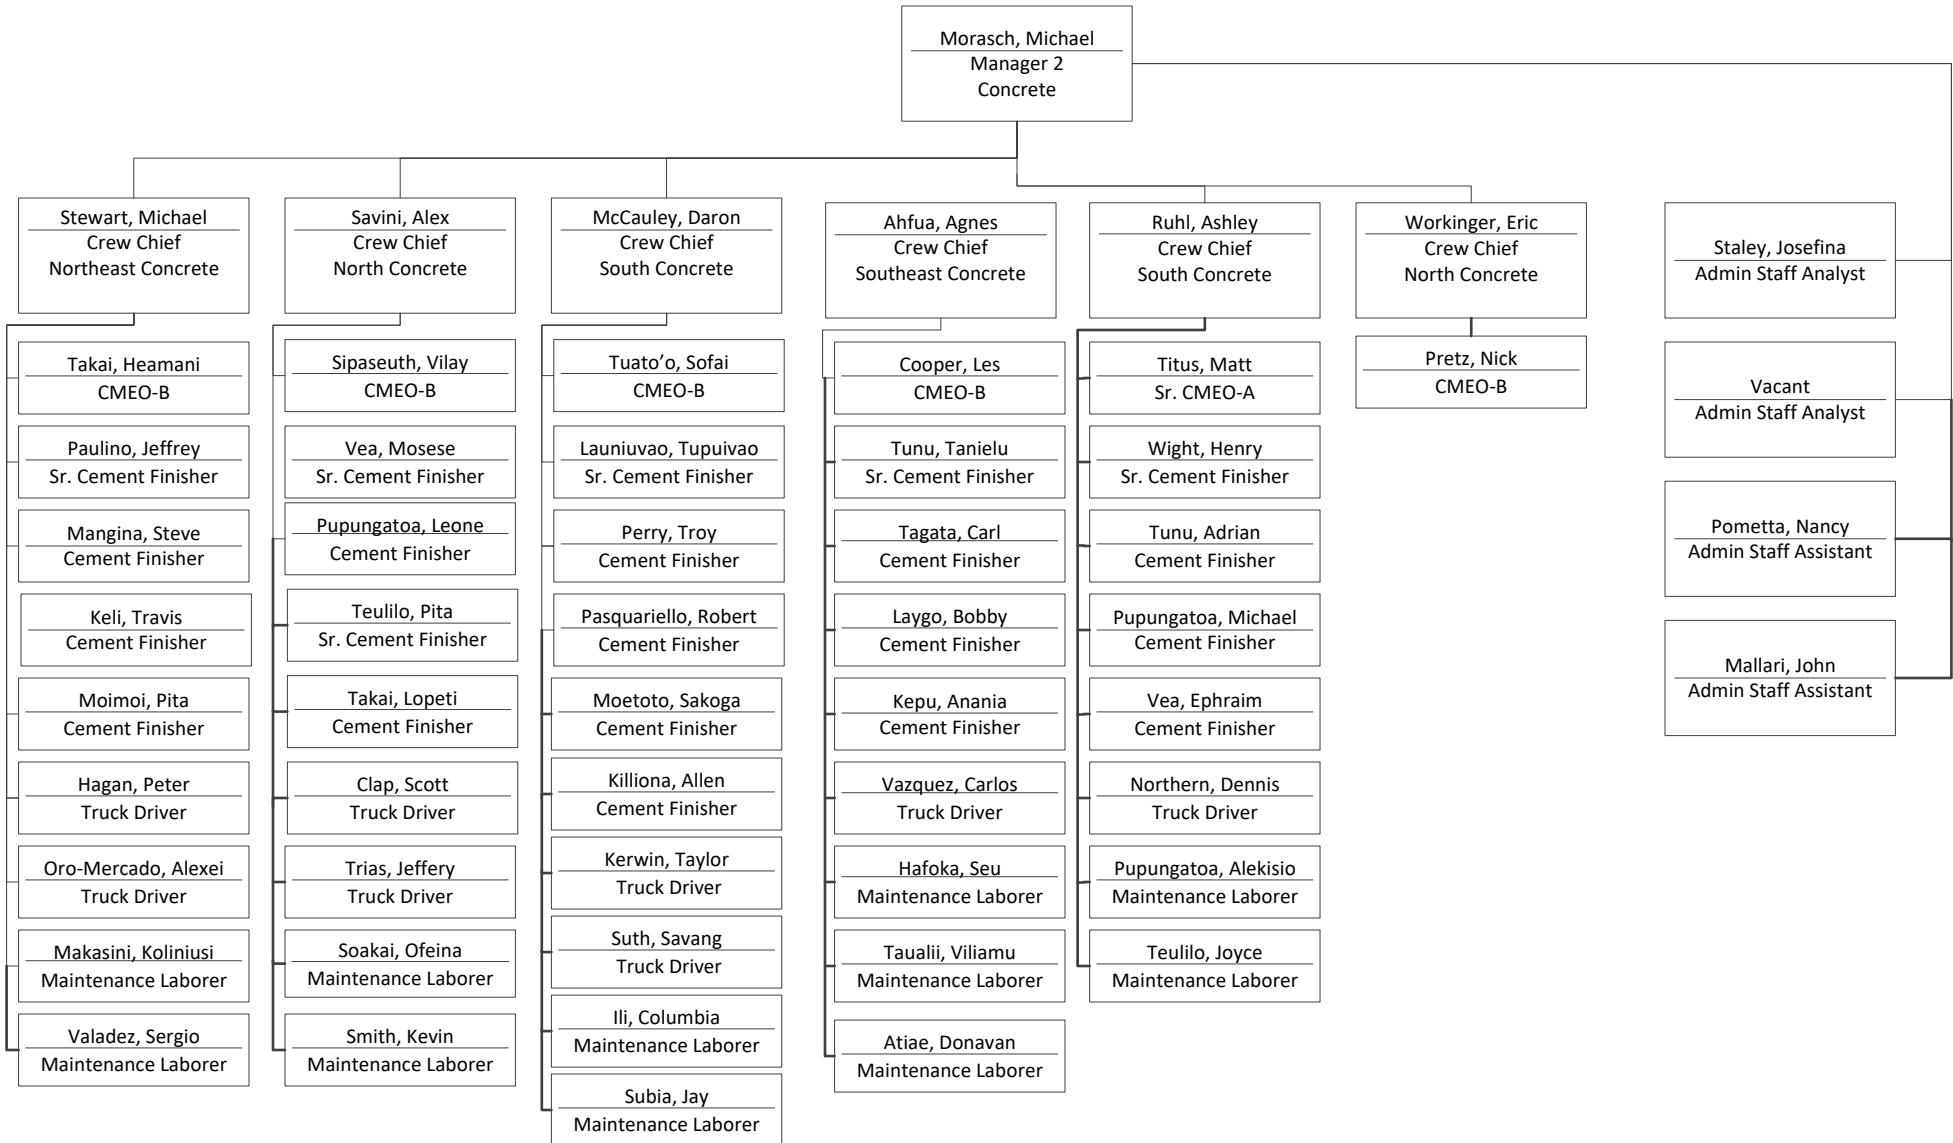 Morasch, Michael
Manager 2
Concrete
Stewart, Michael
Crew Chief
Northeast Concrete
Takai, Heamani
CMEO-B
Paulino, Jeffrey
Sr. Cement Finisher
Mangina, Steve
Cement Finisher
Keli, Travis
Cement Finisher
Moimoi, Pita
Cement Finisher
Hagan, Peter
Truck Driver
Oro-Mercado, Alexei
Truck Driver
Makasini, Koliniusi
Maintenance Laborer
Valadez, Sergio
Maintenance Laborer
Savini, Alex
Crew Chief
North Concrete
Sipaseuth, Vilay
CMEO-B
Vea, Mosese
Sr. Cement Finisher
Pupungatoa, Leone
Cement Finisher
Teulilo, Pita
Sr. Cement Finisher
Takai, Lopeti
Cement Finisher
Clap, Scott
Truck Driver
Trias, Jeffery
Truck Driver
Soakai, Ofeina
Maintenance Laborer
Smith, Kevin
Maintenance Laborer
McCauley, Daron
Crew Chief
South Concrete
Tuato’o, Sofai
CMEO-B
Launiuvao, Tupuivao
Sr. Cement Finisher
Perry, Troy
Cement Finisher
Pasquariello, Robert
Cement Finisher
Moetoto, Sakoga
Cement Finisher
Killiona, Allen
Cement Finisher
Kerwin, Taylor
Truck Driver
Suth, Savang
Truck Driver
Ili, Columbia
Maintenance Laborer
Subia, Jay
Maintenance Laborer
Ahfua, Agnes
Crew Chief
Southeast Concrete
Cooper, Les
CMEO-B
Tunu, Tanielu
Sr. Cement Finisher
Tagata, Carl
Cement Finisher
Laygo, Bobby
Cement Finisher
Kepu, Anania
Cement Finisher
Vazquez, Carlos
Truck Driver
Hafoka, Seu
Maintenance Laborer
Taualii, Viliamu
Maintenance Laborer
Atiae, Donavan
Maintenance Laborer
Ruhl, Ashley
Crew Chief
South Concrete
Titus, Matt
Sr. CMEO-A
Wight, Henry
Sr. Cement Finisher
Tunu, Adrian
Cement Finisher
Pupungatoa, Michael
Cement Finisher
Vea, Ephraim
Cement Finisher
Northern, Dennis
Truck Driver
Pupungatoa, Alekisio
Maintenance Laborer
Teulilo, Joyce
Maintenance Laborer
Workinger, Eric
Crew Chief
North Concrete
Pretz, Nick
CMEO-B
Staley, Josefina
Admin Staff Analyst
Vacant
Admin Staff Analyst
Pometta, Nancy
Admin Staff Assistant
Mallari, John
Admin Staff Assistant